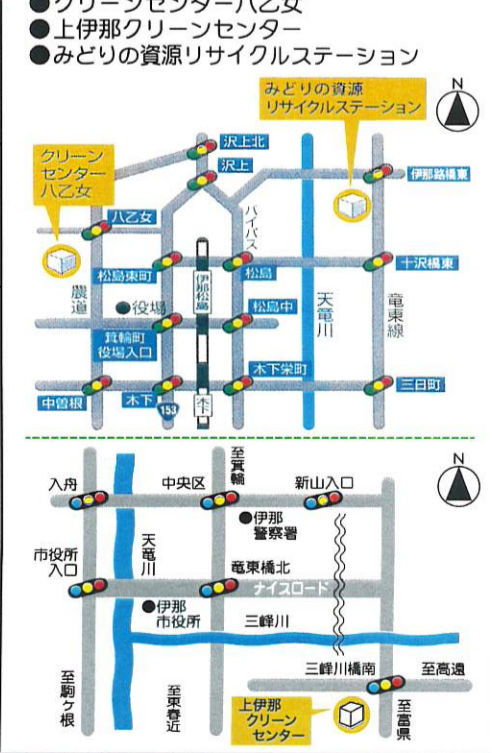 ●クリーンセンター八乙女
●上伊那クリーンセンター
●みどりの資源リサイクルステーション
みどりの資源
リサイクルステーション
N
沢上北
沢上
クリーン
センター
八乙女
伊那路橋東
八乙女
バイパス
松島東町
伊那松島
松島
十沢橋東
農道
●役場
松島中
天竜川
竜東線
箕輪町
役場入口
木下栄町
中曽根
木下
153
木下
三日町
N
入舟
中央区
至箕輪
新山入口
●伊那
警察署
市役所
入口
天竜川
竜東橋北
ナイスロード
●伊那
市役所
三峰川
三峰川橋南
至高遠
至駒ヶ根
至東春近
上伊那
クリーン
センター
至富県